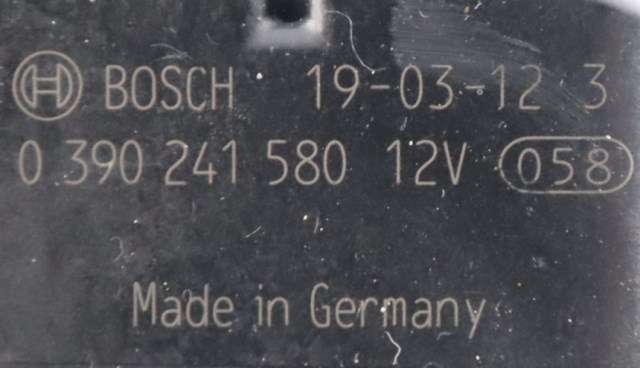 BOSCH 19-03-12 3
0 390 241 580 12V 058
Made in Germany